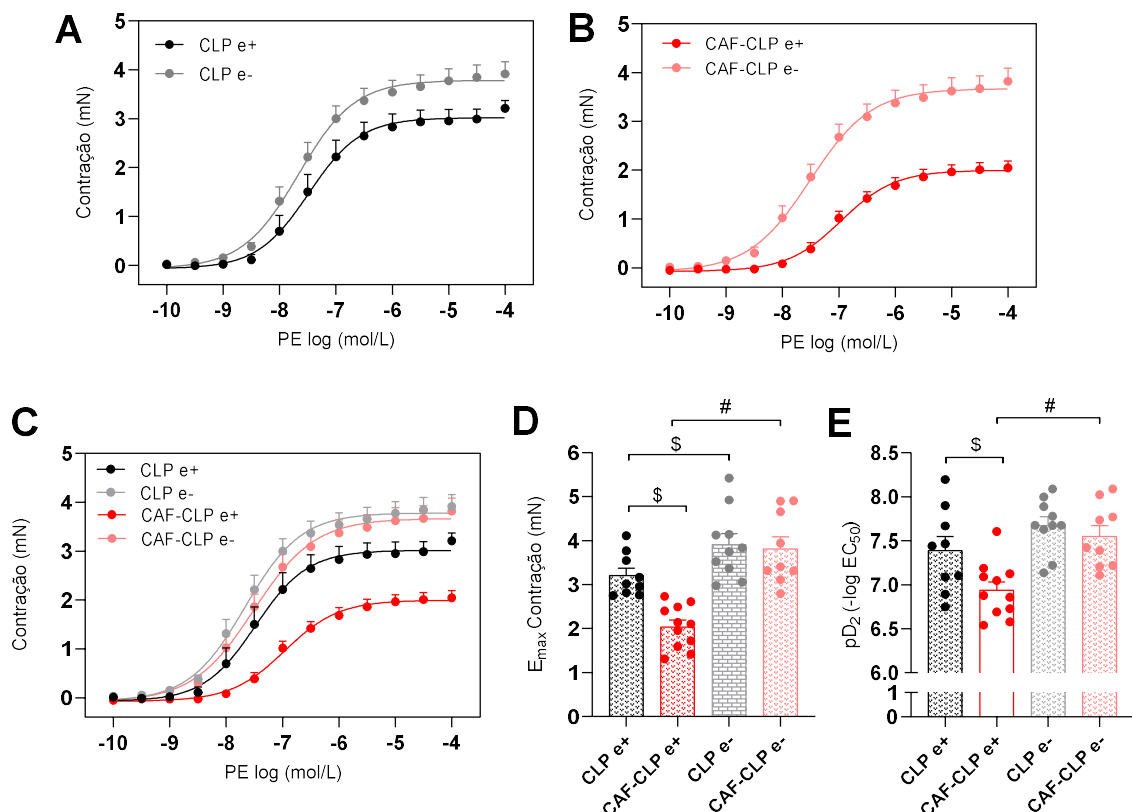 A
CLP e+
CLP e-
Contração (mN)
5
4
3
2
1
0
-10
-9
-8
-7
-6
-5
-4
PE log (mol/L)
B
CAF-CLP e+
CAF-CLP e-
Contração (mN)
5
4
3
2
1
0
-10
-9
-8
-7
-6
-5
-4
PE log (mol/L)
C
CLP e+
CLP e-
CAF-CLP e+
CAF-CLP e-
Contração (mN)
5
4
3
2
1
0
-10
-9
-8
-7
-6
-5
-4
PE log (mol/L)
D
#
$
$
Emax Contração (mN)
6
5
4
3
2
1
0
CLP e+
CAF-CLP e+
CLP e-
CAF-CLP e-
E
#
$
pD2 (-log EC50)
8.5
8.0
7.5
7.0
6.5
6.0
1
0
CLP e+
CAF-CLP e+
CLP e-
CAF-CLP e-